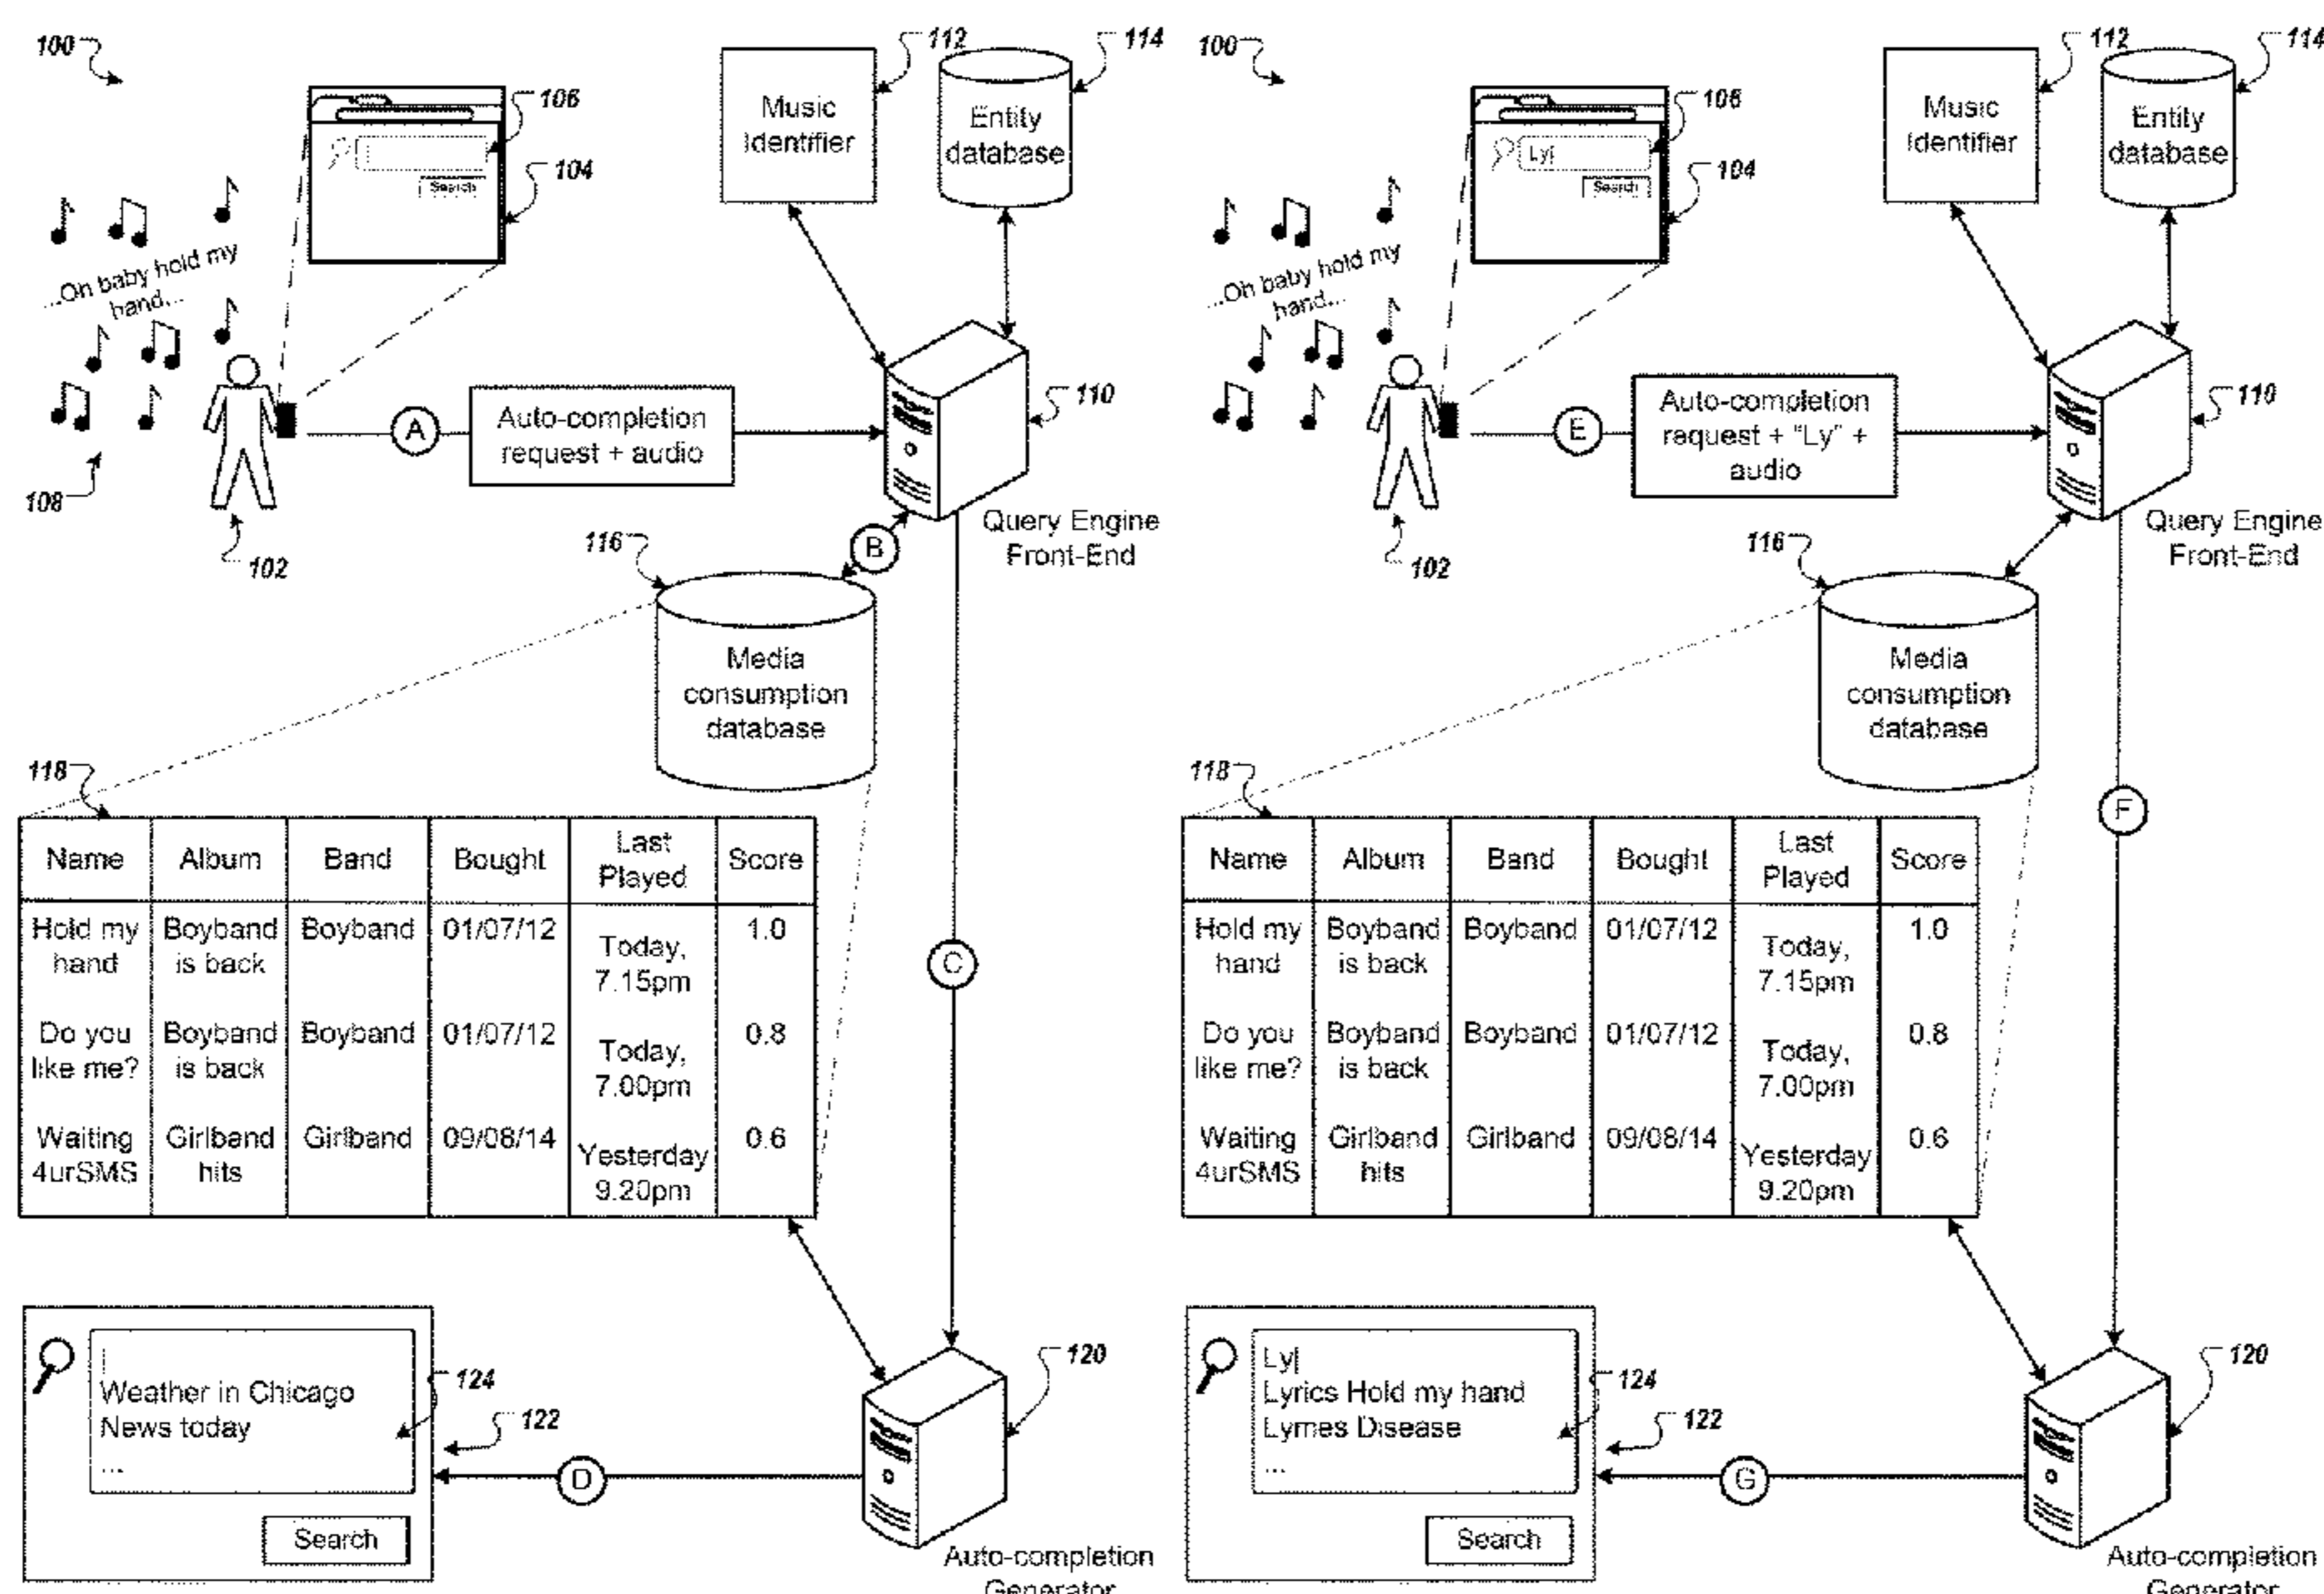 100
112
114
106
104
Music
Identifier
Entity
database
Search
...Oh baby hold my
hand...
108
102
A
Auto-completion
request + audio
110
Query Engine
Front-End
B
116
Media
consumption
database
118
C
Name Album Band Bought Last Played Score
Hold my hand Boyband is back Boyband 01/07/12 Today, 7.15pm 1.0
Do you like me? Boyband is back Boyband 01/07/12 Today, 7.00pm 0.8
Waiting 4urSMS Girlband hits Girlband 09/08/14 Yesterday 9.20pm 0.6
Weather in Chicago
News today
...
Search
124
122
D
120
Auto-completion
Generator
100
112
114
106
104
Music
Identifier
Entity
database
Ly|
Search
...Oh baby hold my
hand...
102
E
Auto-completion
request + "Ly" +
audio
110
Query Engine
Front-End
116
Media
consumption
database
118
F
Name Album Band Bought Last Played Score
Hold my hand Boyband is back Boyband 01/07/12 Today, 7.15pm 1.0
Do you like me? Boyband is back Boyband 01/07/12 Today, 7.00pm 0.8
Waiting 4urSMS Girlband hits Girlband 09/08/14 Yesterday 9.20pm 0.6
Ly|
Lyrics Hold my hand
Lymes Disease
...
Search
124
122
G
120
Auto-completion
Generator